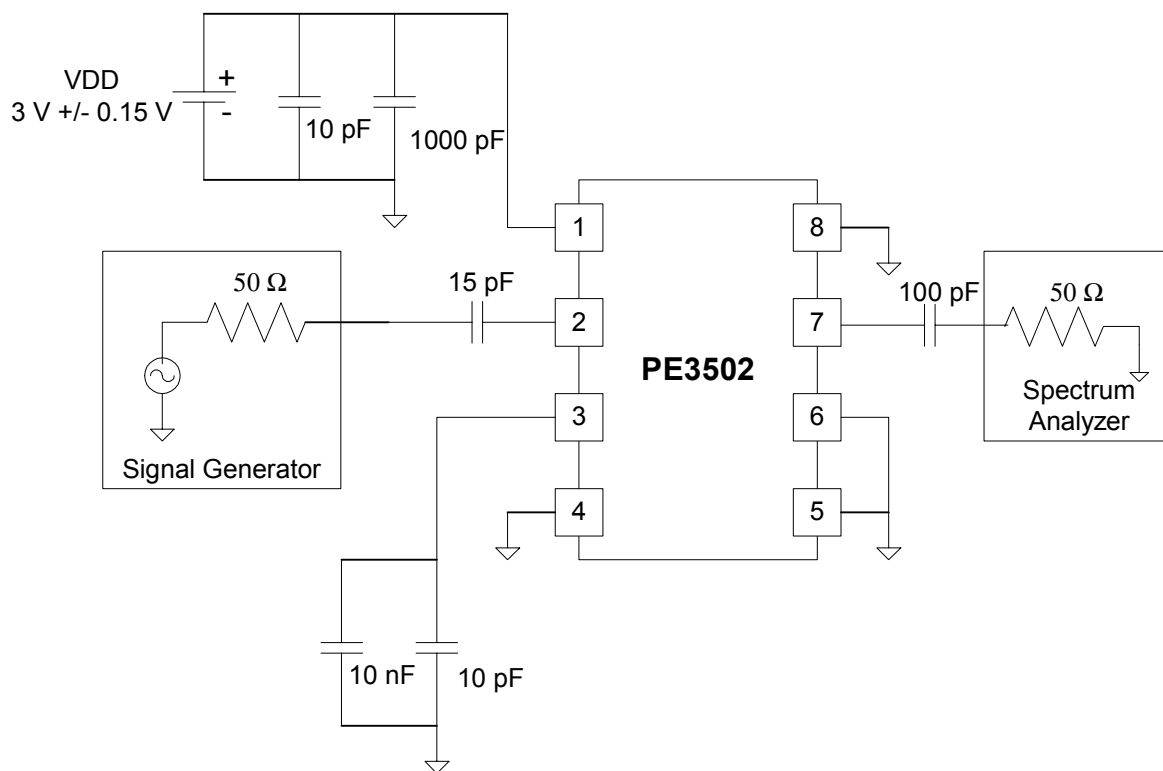 VDD
3 V +/- 0.15 V
+
-
10 pF
1000 pF
1
8
50 Ω
15 pF
2
7
100 pF
50 Ω
PE3502
Spectrum
Analyzer
3
6
Signal Generator
4
5
10 nF
10 pF